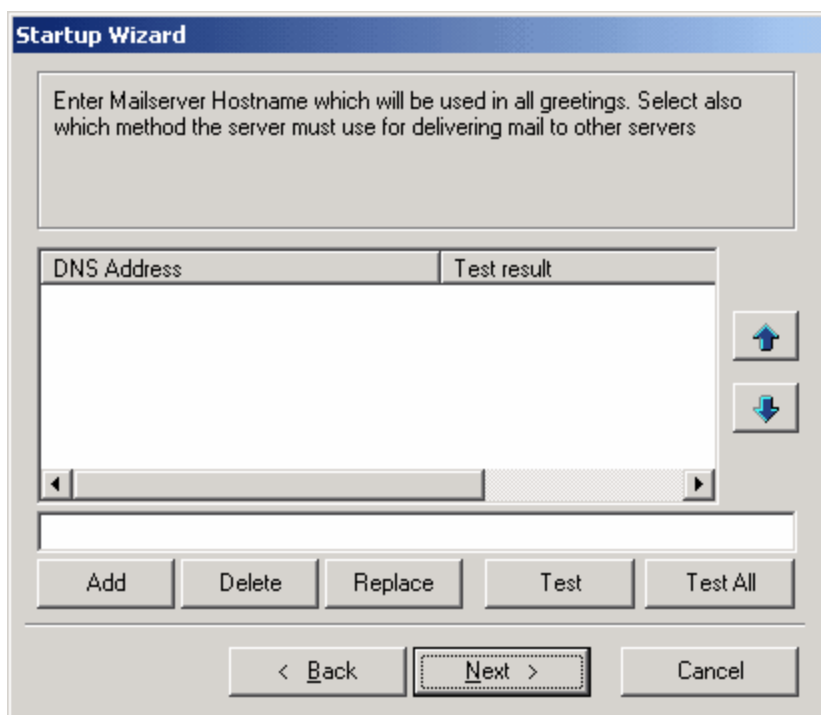 Startup Wizard
Enter Mailserver Hostname which will be used in all greetings. Select also
which method the server must use for delivering mail to other servers
DNS Address Test result
Add Delete Replace Test Test All
< Back Next > Cancel